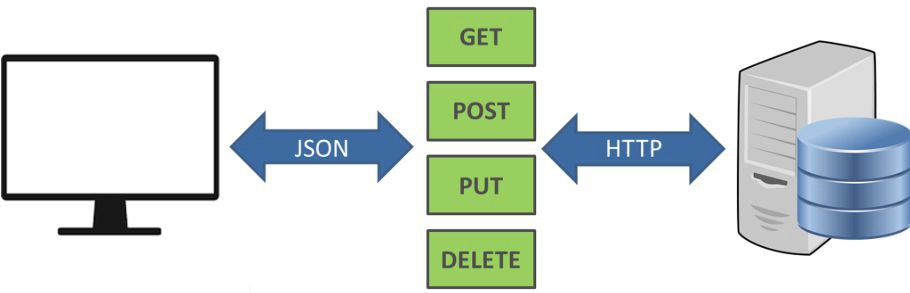 GET
POST
JSON
HTTP
PUT
DELETE